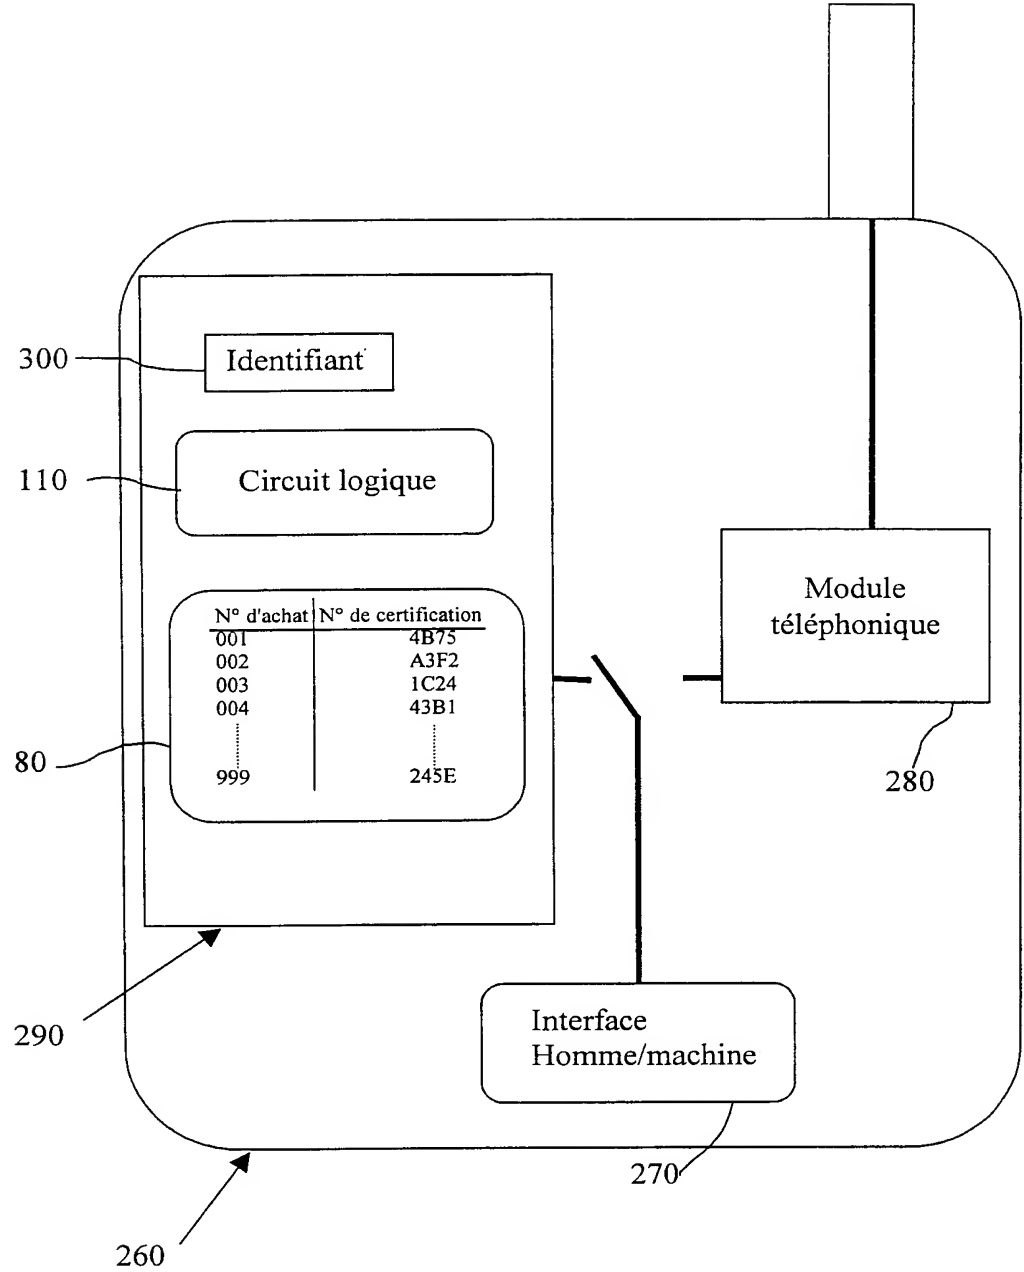 300
Identifiant
110
Circuit logique
N° d'achat N° de certification
001 4B75
002 A3F2
003 1C24
004 43B1
999 245E
80
Module
téléphonique
280
290
Interface
Homme/machine
270
260